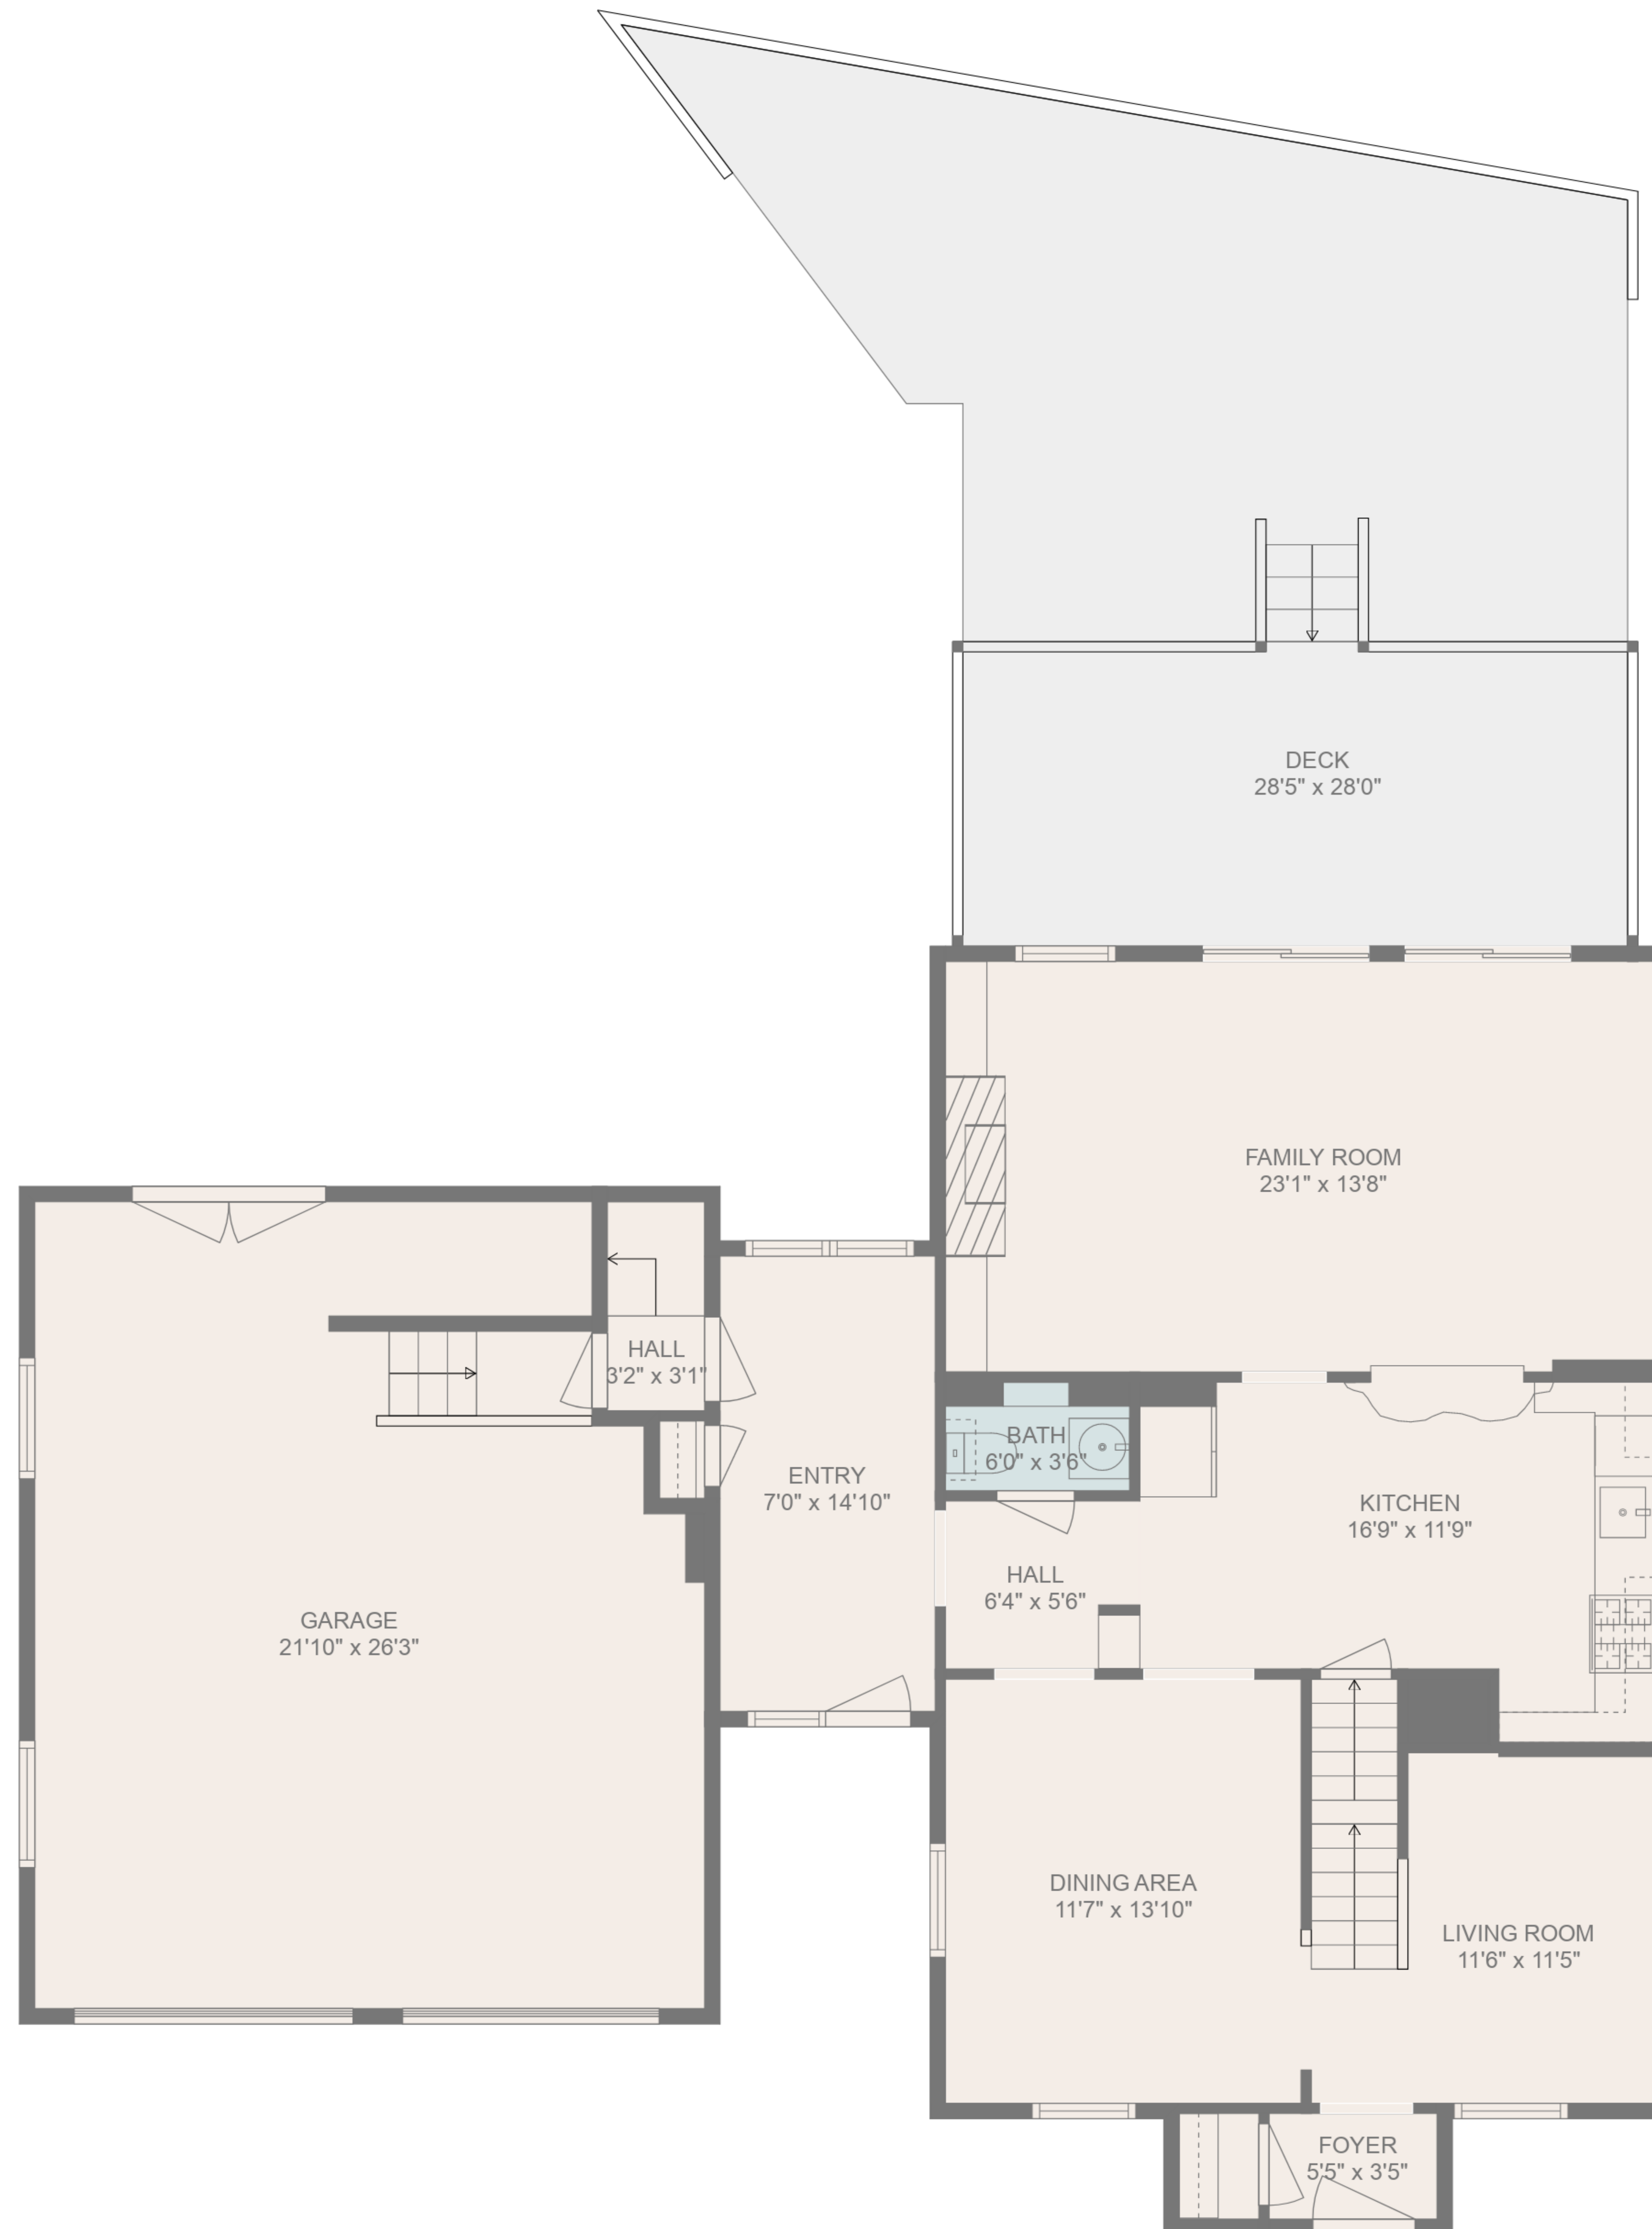 DECK
28'5" x 28'0"
FAMILY ROOM
23'1" x 13'8"
HALL
3'2" x 3'1"
BATH
6'0" x 3'6"
ENTRY
7'0" x 14'10"
KITCHEN
16'9" x 11'9"
HALL
6'4" x 5'6"
GARAGE
21'10" x 26'3"
DINING AREA
11'7" x 13'10"
LIVING ROOM
11'6" x 11'5"
FOYER
5'5" x 3'5"